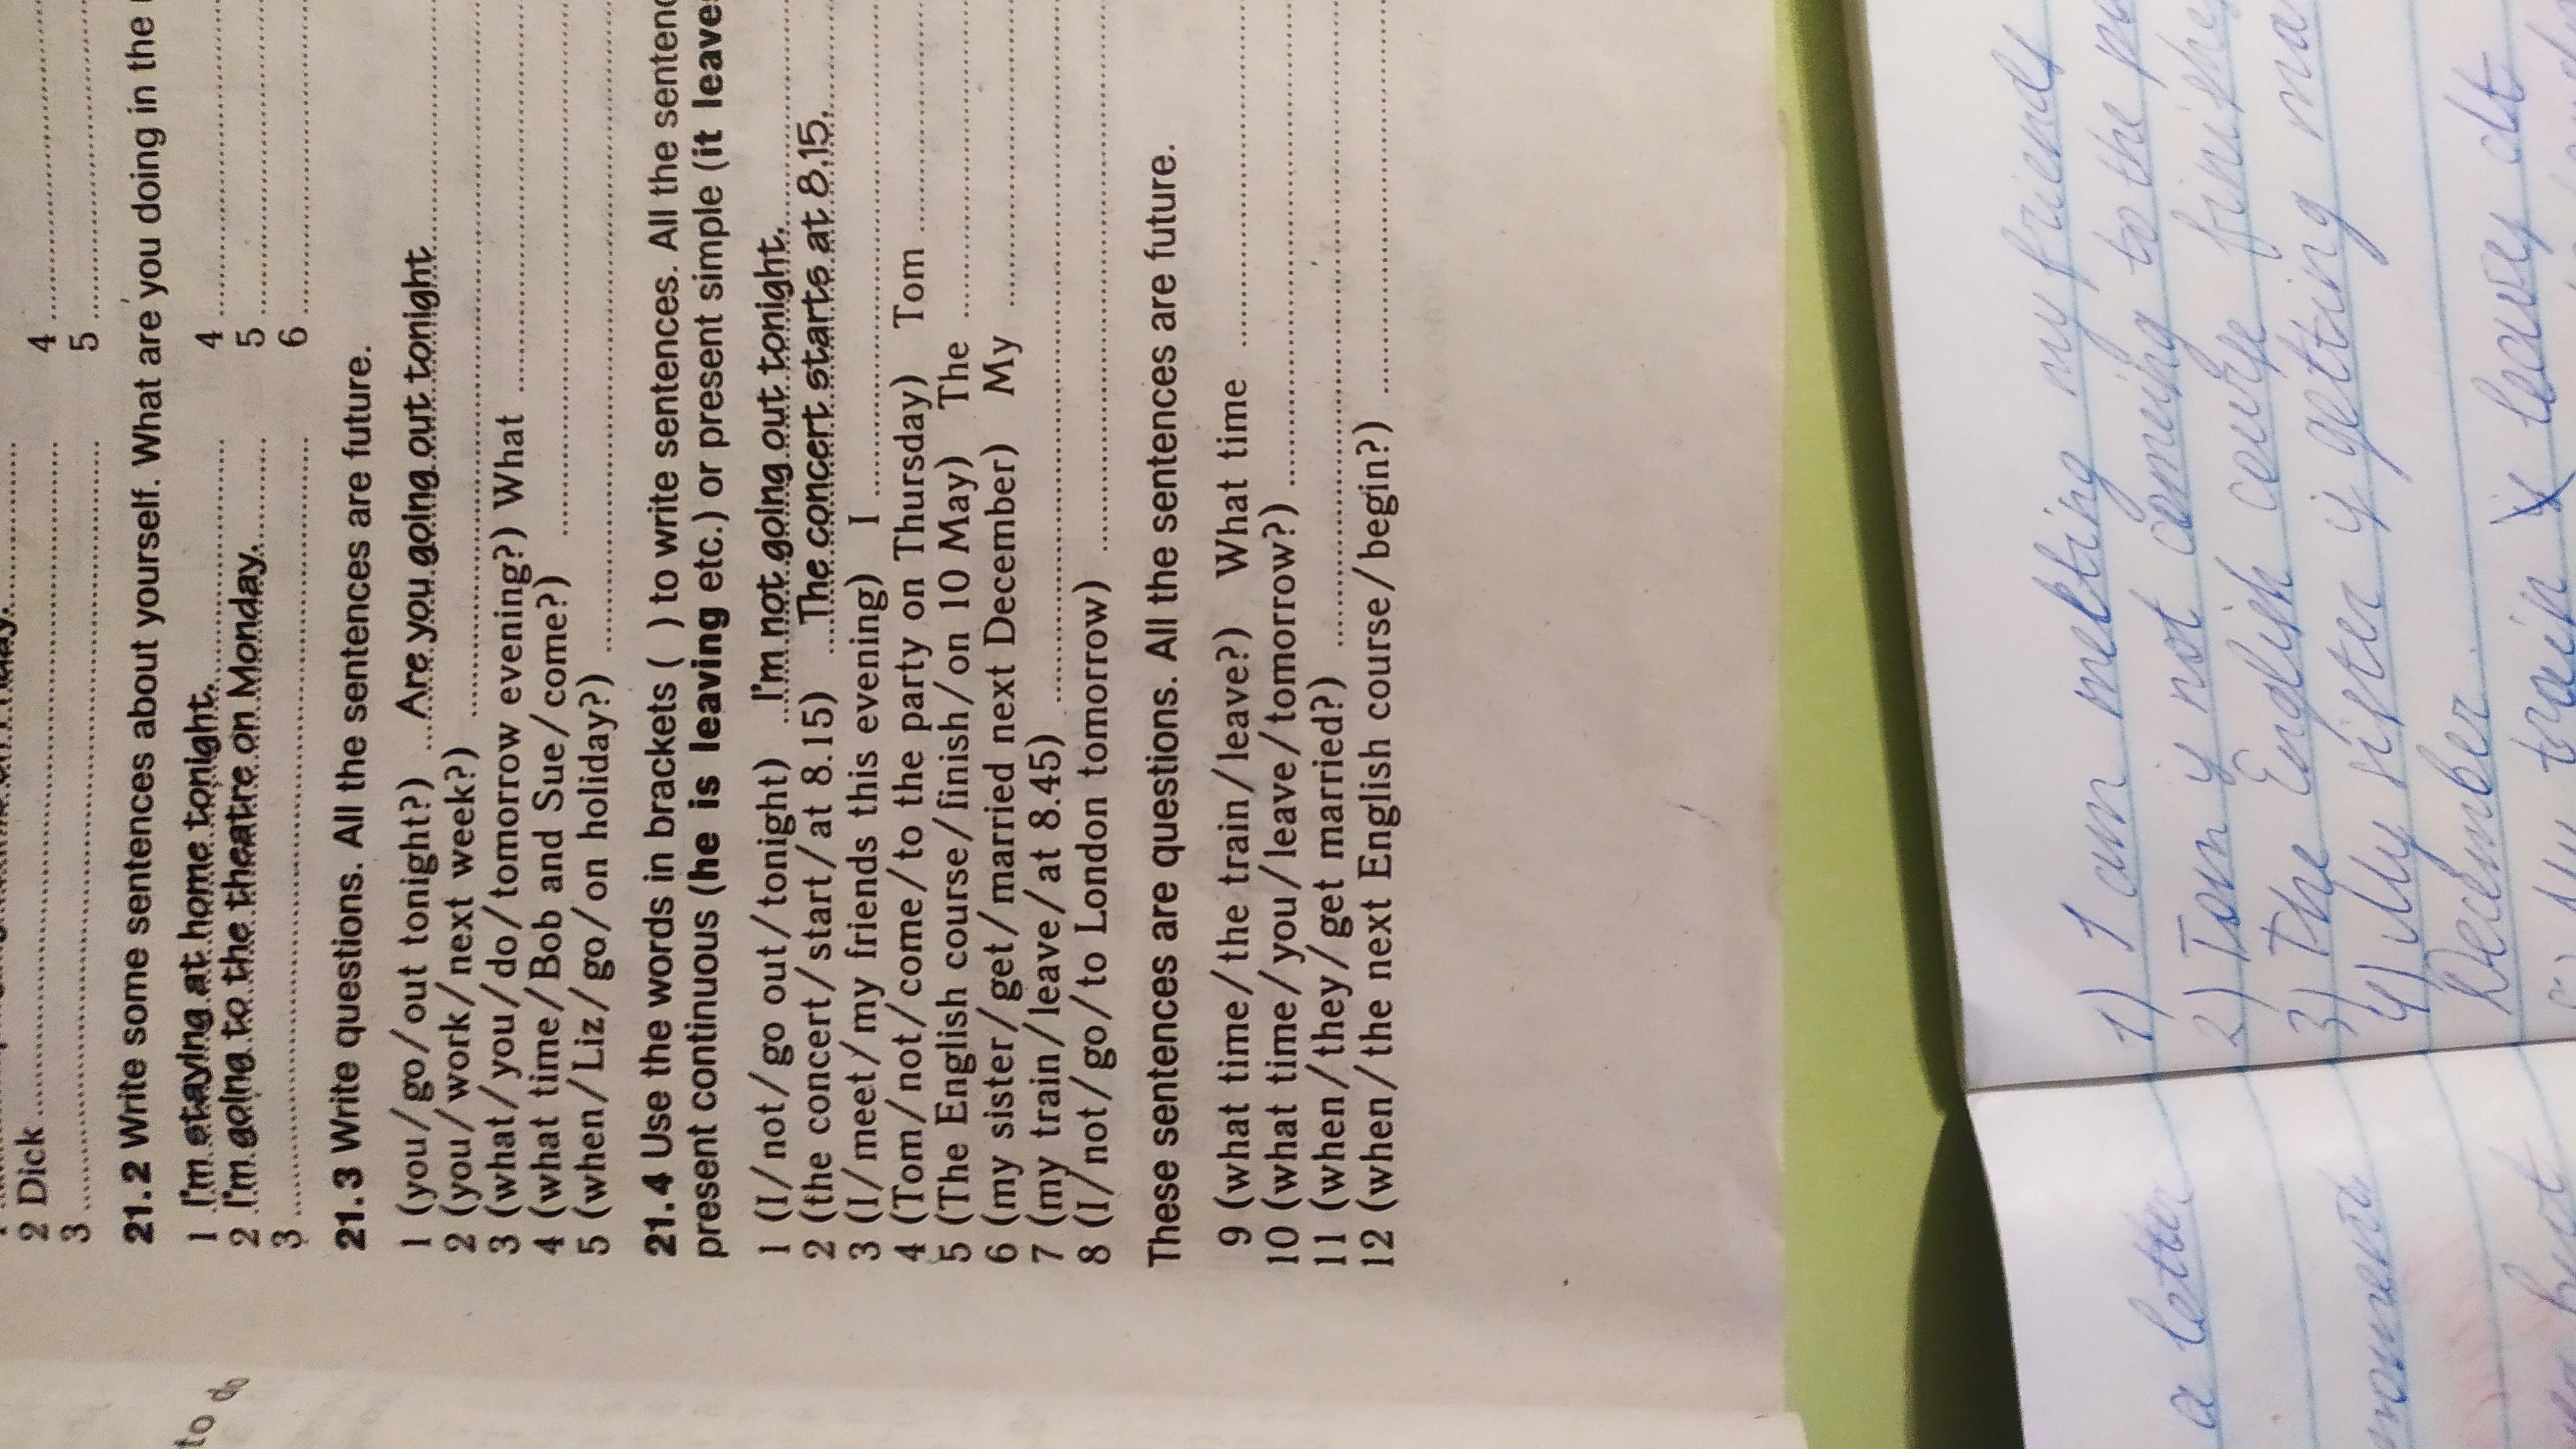 2 Dick
3
4
5
21.2 Write some sentences about yourself. What are you doing in the
1 I'm staying at home tonight.
2 I'm going to the theatre on Monday.
3
4
5
6
21.3 Write questions. All the sentences are future.
1 (you/go/out tonight?) Are you going out tonight
2 (you/work/next week?)
3 (what/you/do/tomorrow evening?) What
4 (what time/Bob and Sue/come?)
5 (when/Liz/go/on holiday?)
21.4 Use the words in brackets ( ) to write sentences. All the
present continuous (he is leaving etc.) or present simple (it
1 (I/not/go out/tonight) I'm not going out tonight.
2 (the concert/start/at 8.15) The concert starts at 8.15.
3 (I/meet/my friends this evening) I
4 (Tom/not/come/to the party on Thursday) Tom
5 (The English course/finish/on 10 May) The
6 (my sister/get/married next December) My
7 (my train/leave/at 8.45)
8 (I/not/go/to London tomorrow)
These sentences are questions. All the sentences are future.
9 (what time/the train/leave?) What time
10 (what time/you/leave/tomorrow?)
11 (when/they/get married?)
12 (when/the next English course/begin?)
to do
1) I am meeting my friends
2) Tom is not coming to the
3) The English course
4) My sister is getting
December.
My train leaves at
a letter